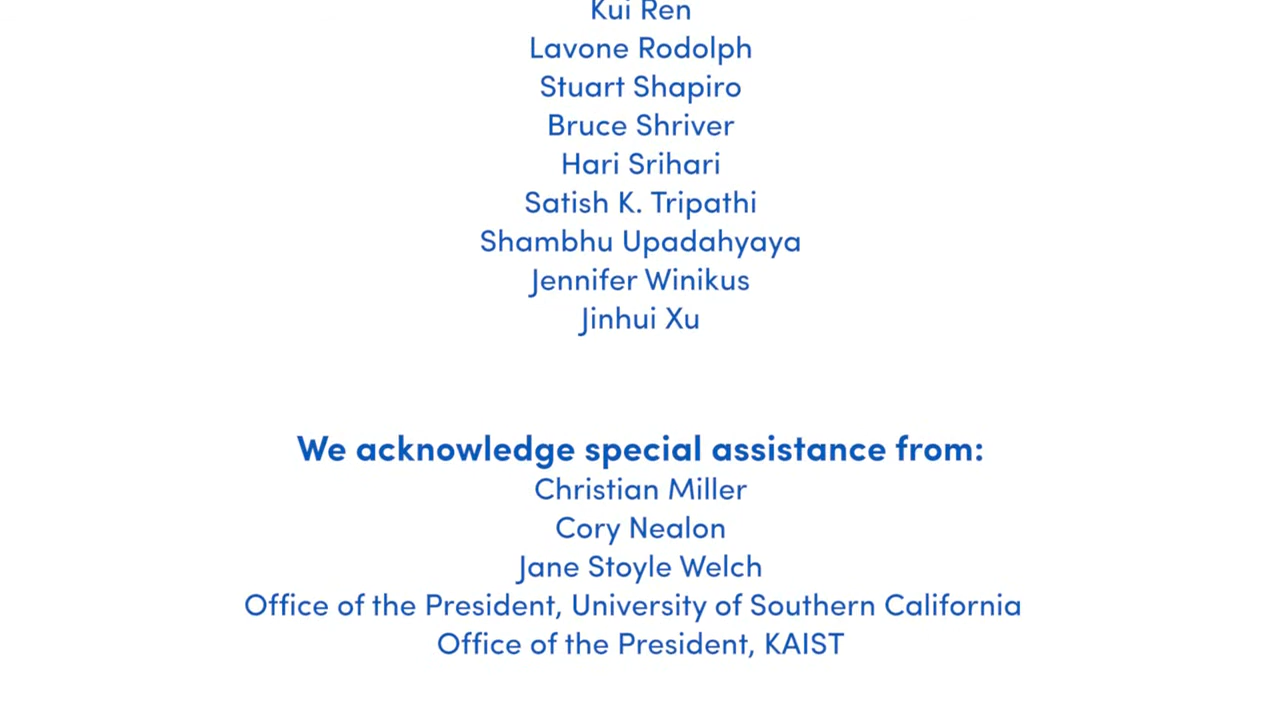 Kui Ren
Lavone Rodolph
Stuart Shapiro
Bruce Shriver
Hari Srihari
Satish K. Tripathi
Shambhu Upadahyaya
Jennifer Winikus
Jinhui Xu
We acknowledge special assistance from:
Christian Miller
Cory Nealon
Jane Stoyle Welch
Office of the President, University of Southern California
Office of the President, KAIST